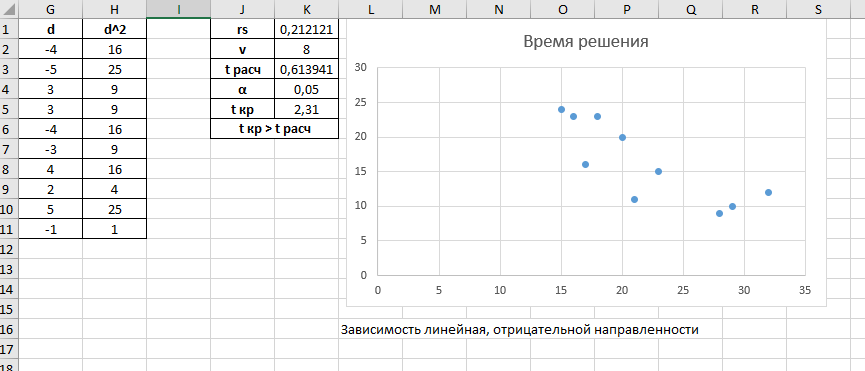 G H I J K L M N O P Q R S
1 d d^2 rs 0,212121
2 -4 16 v 8
3 -5 25 t расч 0,613941
4 3 9 α 0,05
5 3 9 t кр 2,31
6 -4 16 t кр > t расч
7 -3 9
8 4 16
9 2 4
10 5 25
11 -1 1
12
13
14
15
16
17
18
Время решения
30
25
20
15
10
5
0
0 5 10 15 20 25 30 35
Зависимость линейная, отрицательной направленности